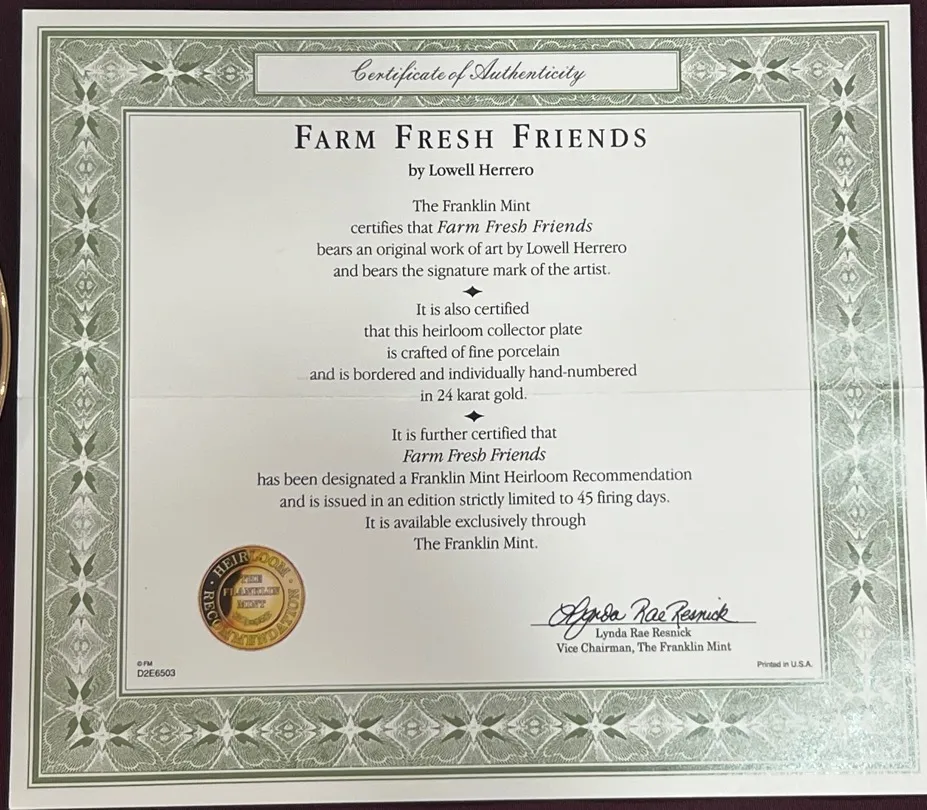 Certificate of Authenticity
FARM FRESH FRIENDS
by Lowell Herrero
The Franklin Mint
certifies that Farm Fresh Friends
bears an original work of art by Lowell Herrero
and bears the signature mark of the artist.
It is also certified
that this heirloom collector plate
is crafted of fine porcelain
and is bordered and individually hand-numbered
in 24 karat gold.
It is further certified that
Farm Fresh Friends
has been designated a Franklin Mint Heirloom Recommendation
and is issued in an edition strictly limited to 45 firing days.
It is available exclusively through
The Franklin Mint.
HEIRLOOM
THE
FRANKLIN
MINT
RECOMMENDATION
Lynda Rae Resnick
Lynda Rae Resnick
Vice Chairman, The Franklin Mint
© FM
D2E6503
Printed in U.S.A.